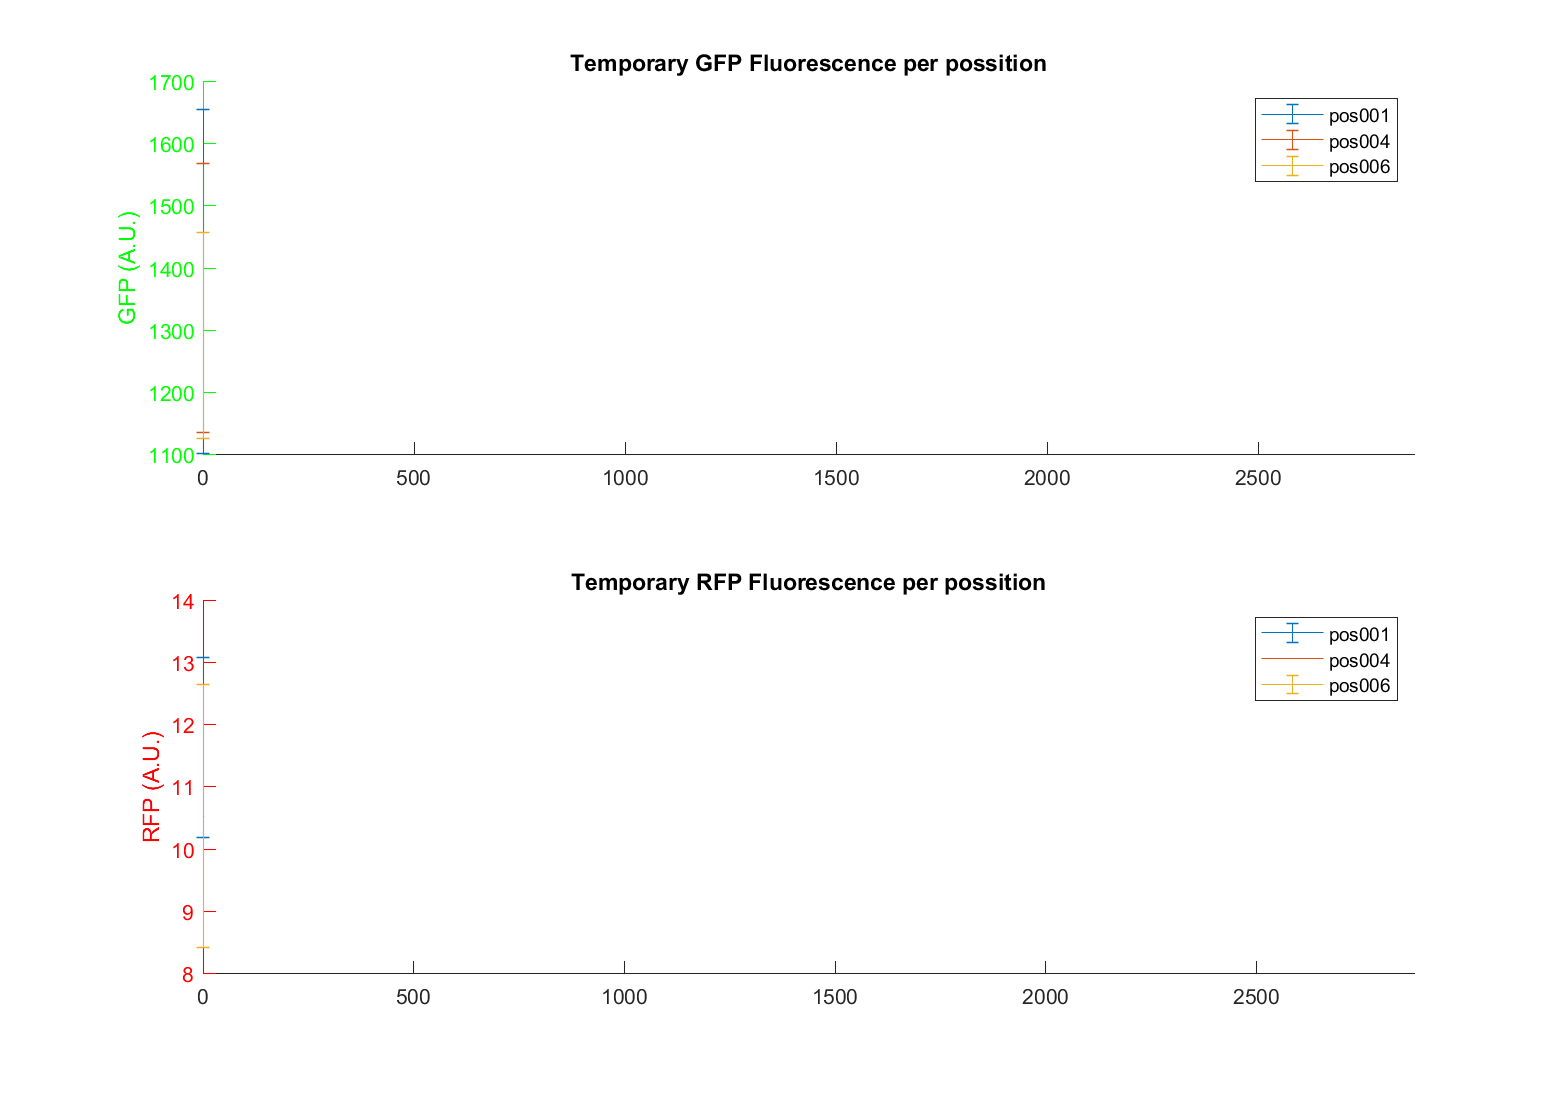 Temporary GFP Fluorescence per possition
1700
1600
1500
1400
1300
1200
1100
GFP (A.U.)
pos001
pos004
pos006
0 500 1000 1500 2000 2500
Temporary RFP Fluorescence per possition
14
13
12
11
10
9
8
RFP (A.U.)
pos001
pos004
pos006
0 500 1000 1500 2000 2500